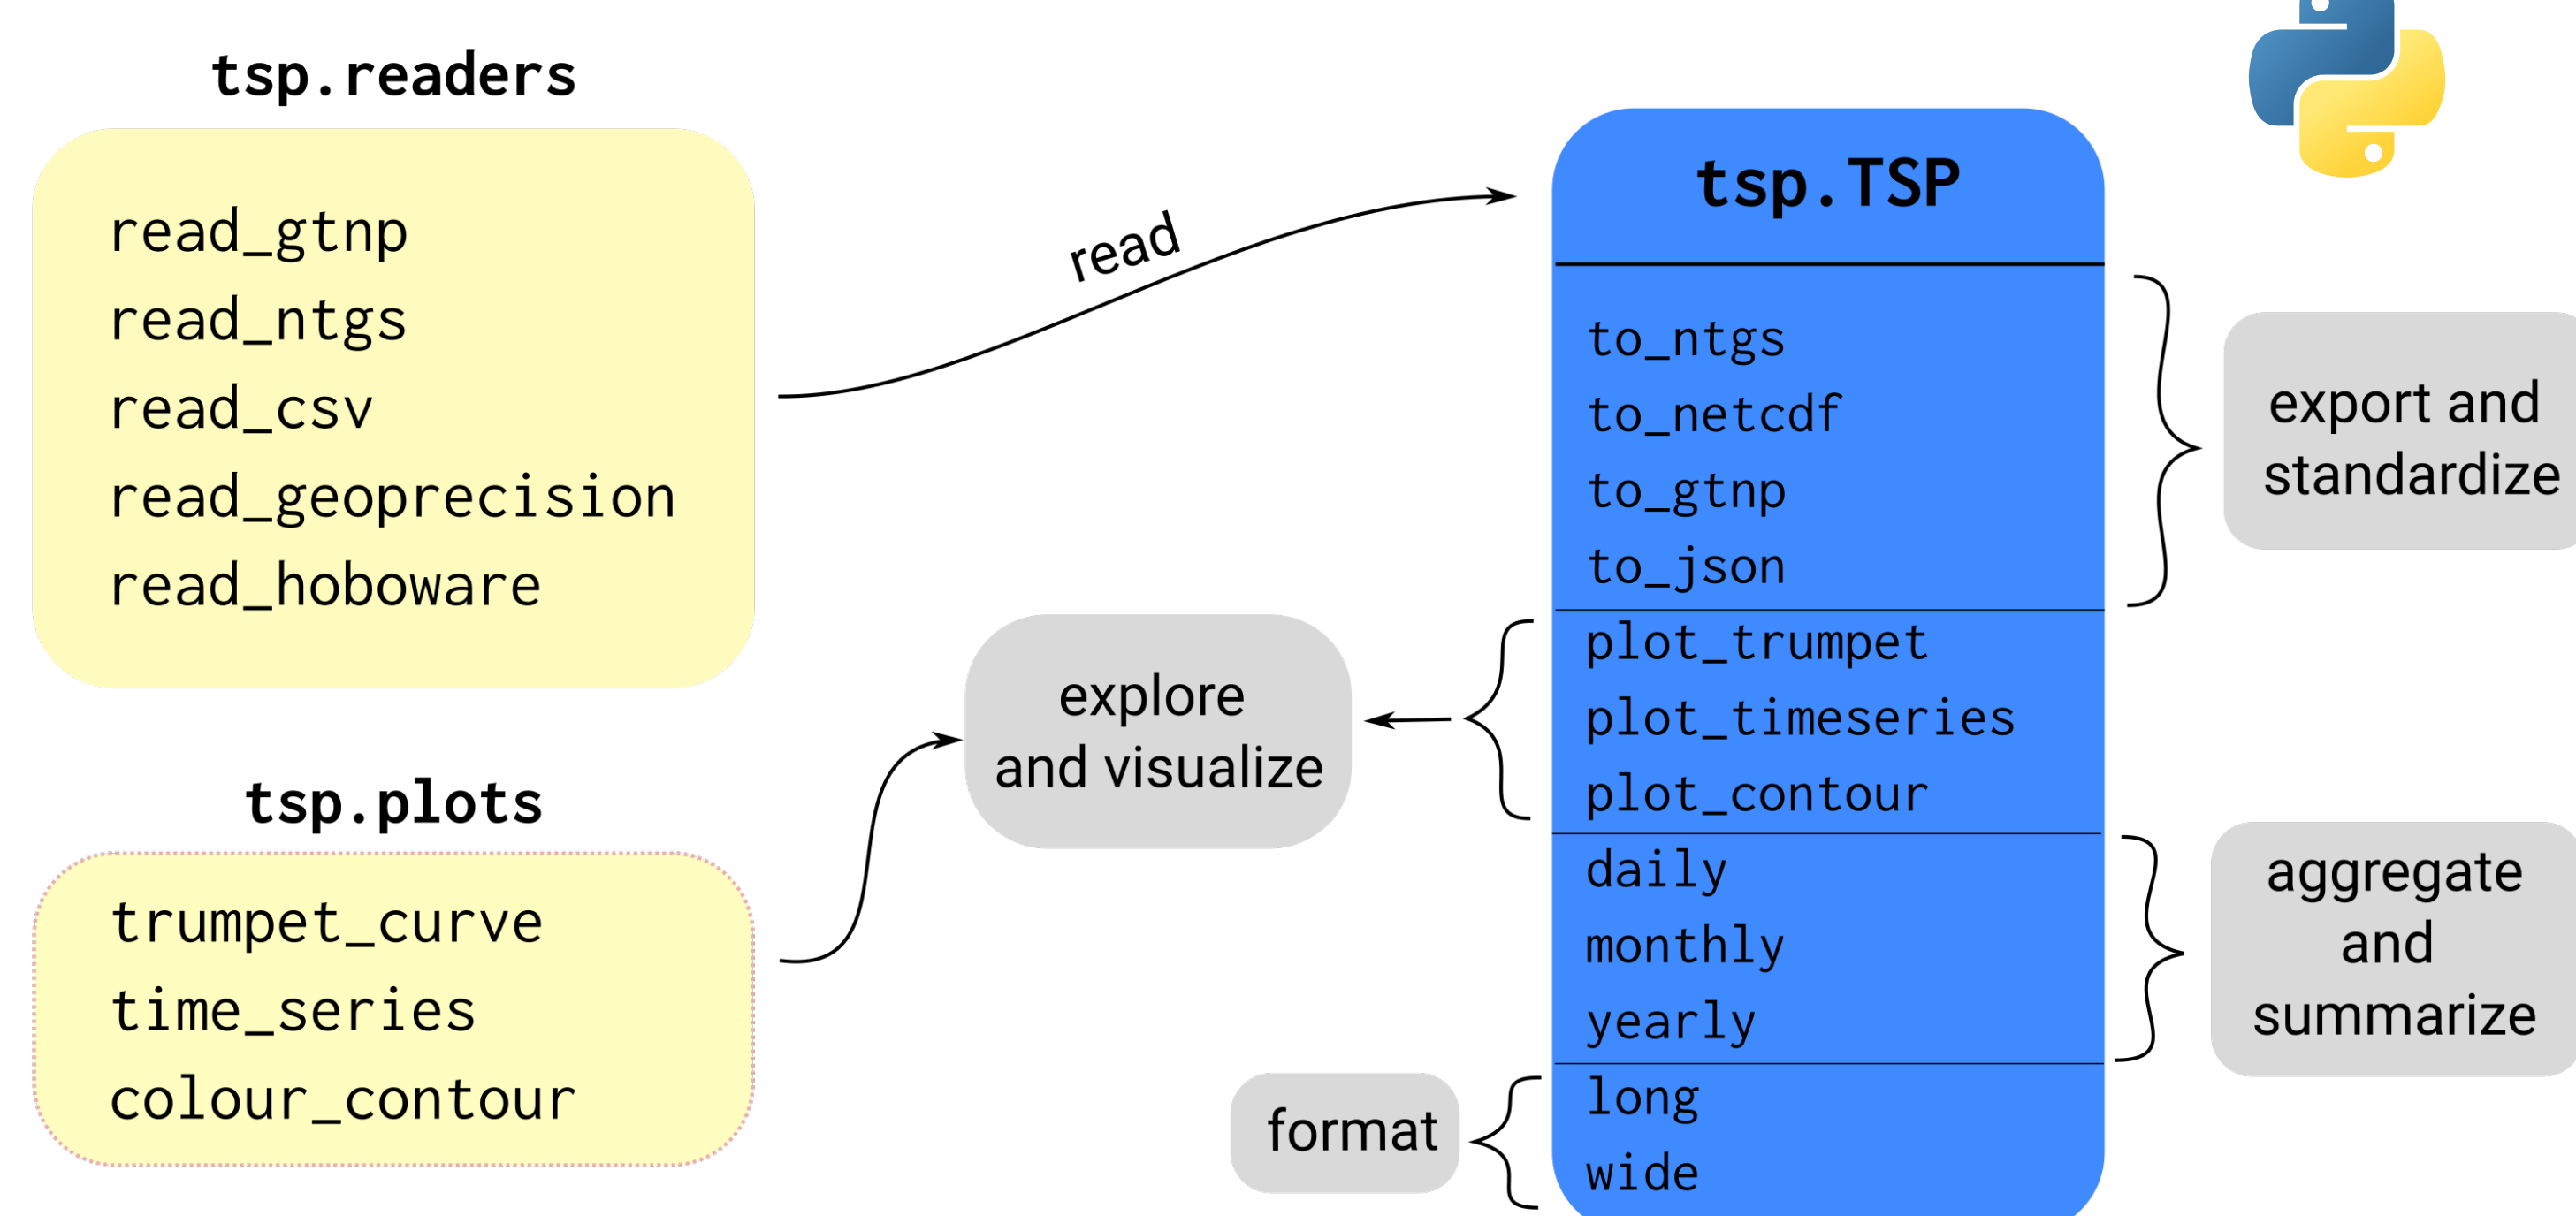 tsp.readers
read_gtnp
read_ntgs
read_csv
read_geoprecision
read_hoboware
read
tsp.plots
trumpet_curve
time_series
colour_contour
explore
and visualize
tsp.TSP
to_ntgs
to_netcdf
to_gtnp
to_json
plot_trumpet
plot_timeseries
plot_contour
daily
monthly
yearly
long
wide
export and
standardize
aggregate
and
summarize
format